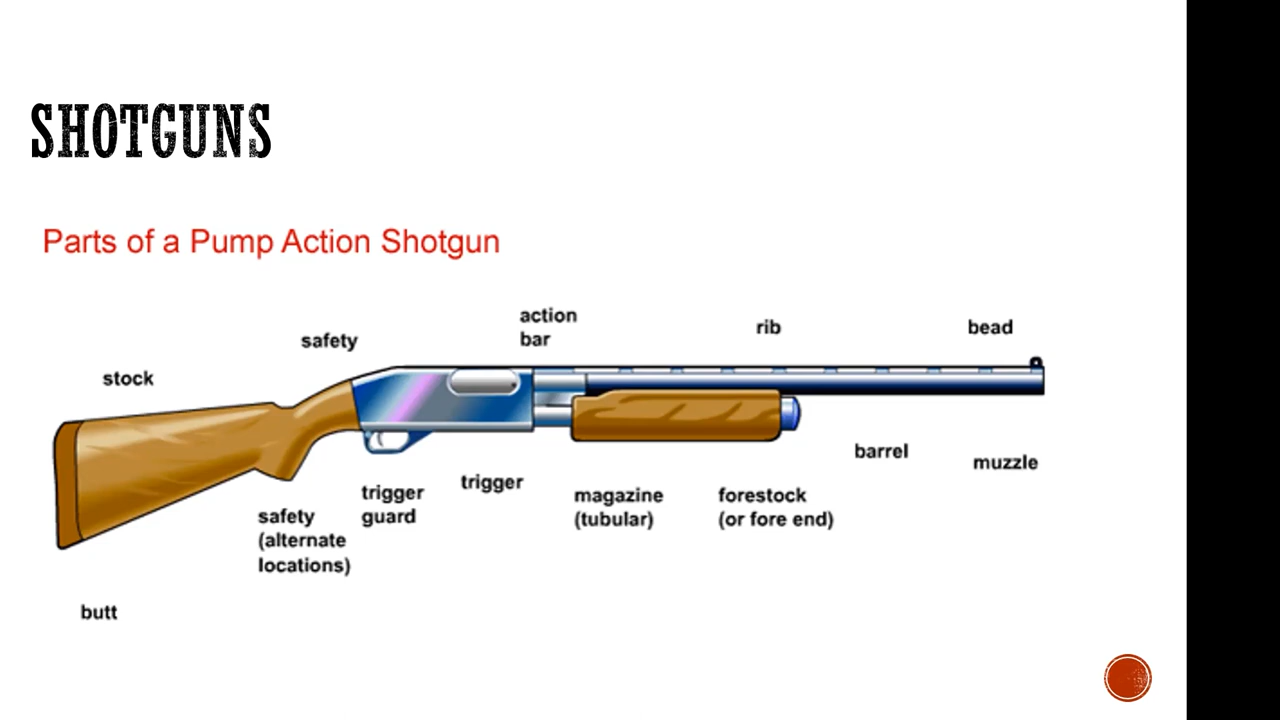 SHOTGUNS
Parts of a Pump Action Shotgun
action
bar
rib
bead
safety
stock
barrel
muzzle
trigger
trigger
guard
magazine
(tubular)
forestock
(or fore end)
safety
(alternate
locations)
butt